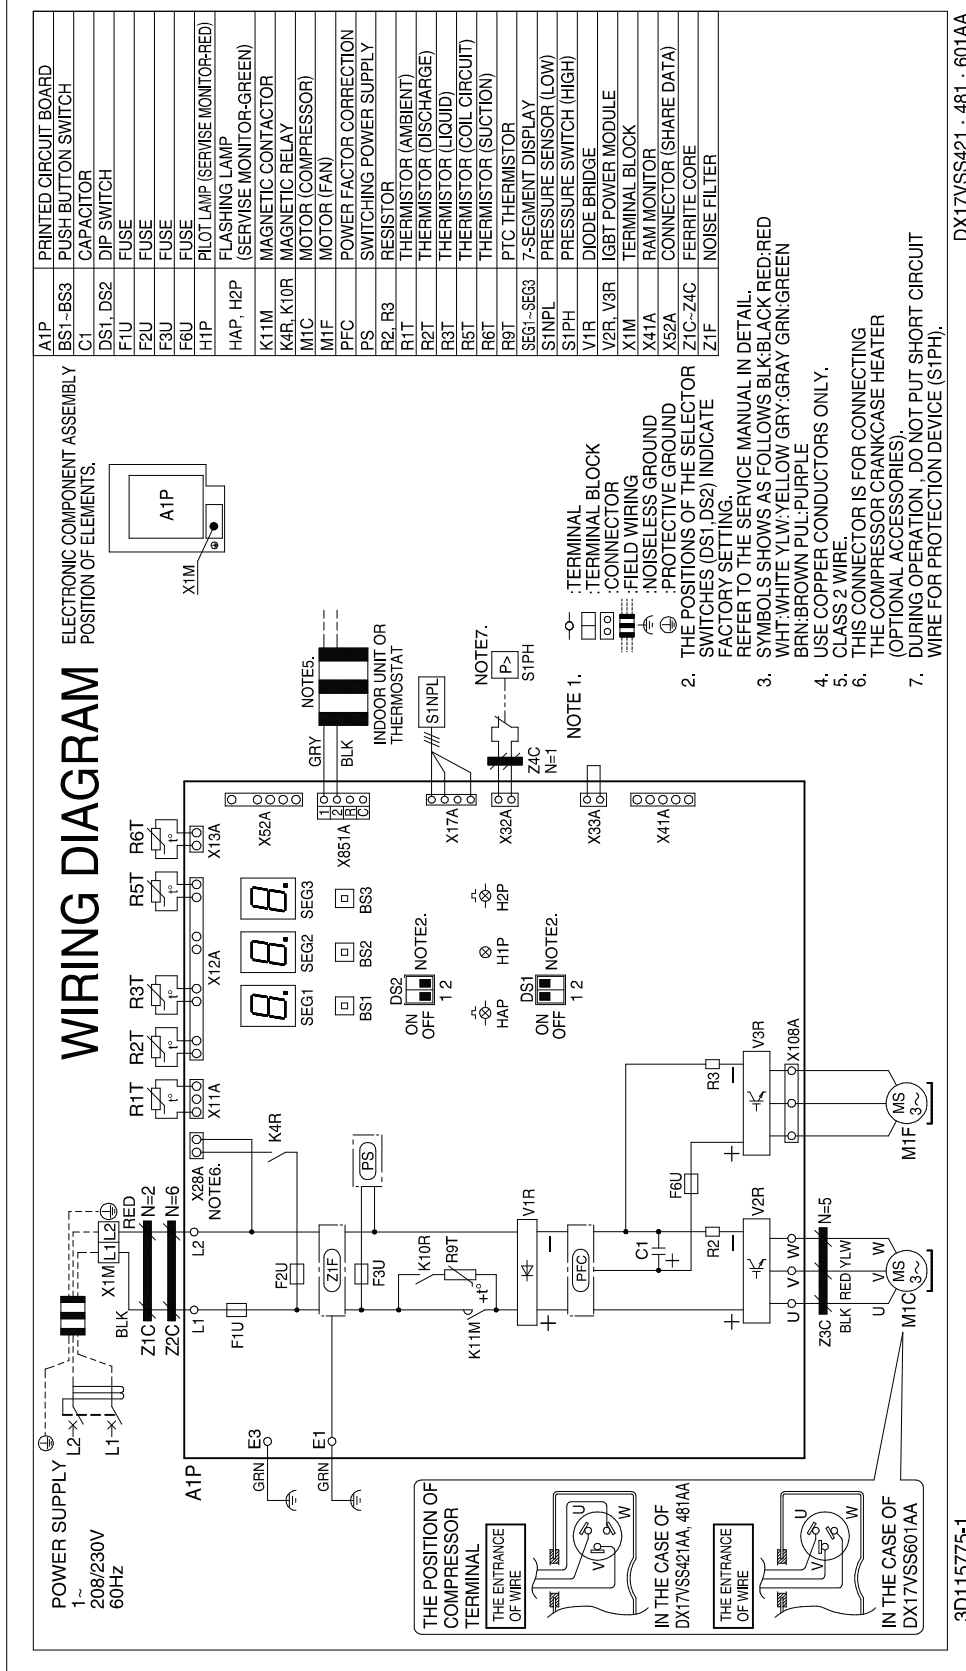 WIRING DIAGRAM
ELECTRONIC COMPONENT ASSEMBLY
POSITION OF ELEMENTS.
A1P
X1M
POWER SUPPLY
1~
208/230V
60Hz
L2
L1
X1M
L1
L2
BLK
RED
Z1C
N=2
Z2C
N=6
L1
L2
X28A
NOTE6.
R1T
t°
X11A
R2T
t°
R3T
t°
X12A
R5T
t°
R6T
t°
X13A
A1P
E3
GRN
E1
GRN
F1U
F2U
K4R
Z1F
F3U
PS
K10R
R9T
+t°
K11M
V1R
+
−
PFC
C1
+
R2
F6U
R3
V2R
+
−
V3R
+
−
X108A
U
V
W
Z3C
N=5
BLK
RED
YLW
U
V
W
MS
3~
M1C
MS
3~
M1F
SEG1
SEG2
SEG3
BS1
BS2
BS3
DS2
ON
OFF
1 2
NOTE2.
HAP
H1P
H2P
DS1
ON
OFF
1 2
NOTE2.
X52A
X851A
1
2
R
C
GRY
BLK
NOTE5.
INDOOR UNIT OR
THERMOSTAT
X17A
S1NPL
X32A
Z4C
N=1
NOTE7.
P>
S1PH
X33A
X41A
THE POSITION OF
COMPRESSOR
TERMINAL
THE ENTRANCE
OF WIRE
U
V
W
IN THE CASE OF
DX17VSS421AA, 481AA
THE ENTRANCE
OF WIRE
U
V
W
IN THE CASE OF
DX17VSS601AA
NOTE 1.
:TERMINAL
:TERMINAL BLOCK
:CONNECTOR
:FIELD WIRING
:NOISELESS GROUND
:PROTECTIVE GROUND
2. THE POSITIONS OF THE SELECTOR
SWITCHES (DS1,DS2) INDICATE
FACTORY SETTING.
REFER TO THE SERVICE MANUAL IN DETAIL.
3. SYMBOLS SHOWS AS FOLLOWS BLK:BLACK RED:RED
WHT:WHITE YLW:YELLOW GRY:GRAY GRN:GREEN
BRN:BROWN PUL:PURPLE
4. USE COPPER CONDUCTORS ONLY.
5. CLASS 2 WIRE.
6. THIS CONNECTOR IS FOR CONNECTING
THE COMPRESSOR CRANKCASE HEATER
(OPTIONAL ACCESSORIES).
7. DURING OPERATION, DO NOT PUT SHORT CIRCUIT
WIRE FOR PROTECTION DEVICE (S1PH).
A1P PRINTED CIRCUIT BOARD
BS1~BS3 PUSH BUTTON SWITCH
C1 CAPACITOR
DS1, DS2 DIP SWITCH
F1U FUSE
F2U FUSE
F3U FUSE
F6U FUSE
H1P PILOT LAMP (SERVISE MONITOR-RED)
HAP, H2P FLASHING LAMP
(SERVISE MONITOR-GREEN)
K11M MAGNETIC CONTACTOR
K4R, K10R MAGNETIC RELAY
M1C MOTOR (COMPRESSOR)
M1F MOTOR (FAN)
PFC POWER FACTOR CORRECTION
PS SWITCHING POWER SUPPLY
R2, R3 RESISTOR
R1T THERMISTOR (AMBIENT)
R2T THERMISTOR (DISCHARGE)
R3T THERMISTOR (LIQUID)
R5T THERMISTOR (COIL CIRCUIT)
R6T THERMISTOR (SUCTION)
R9T PTC THERMISTOR
SEG1~SEG3 7-SEGMENT DISPLAY
S1NPL PRESSURE SENSOR (LOW)
S1PH PRESSURE SWITCH (HIGH)
V1R DIODE BRIDGE
V2R, V3R IGBT POWER MODULE
X1M TERMINAL BLOCK
X41A RAM MONITOR
X52A CONNECTOR (SHARE DATA)
Z1C~Z4C FERRITE CORE
Z1F NOISE FILTER
3D115775-1
DX17VSS421 · 481 · 601AA